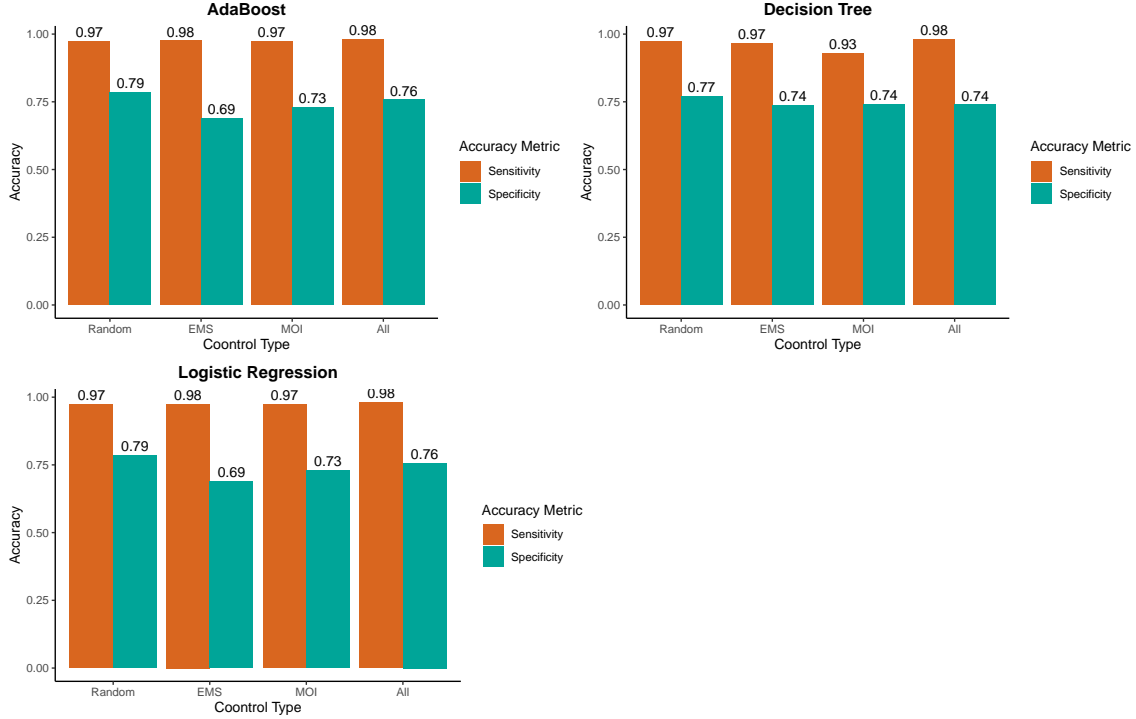 AdaBoost
1.00
0.75
0.50
0.25
0.00
Accuracy
0.97
0.79
0.98
0.69
0.97
0.73
0.98
0.76
Random
EMS
MOI
All
Coontrol Type
Accuracy Metric
Sensitivity
Specificity
Decision Tree
1.00
0.75
0.50
0.25
0.00
Accuracy
0.97
0.77
0.97
0.74
0.93
0.74
0.98
0.74
Random
EMS
MOI
All
Coontrol Type
Accuracy Metric
Sensitivity
Specificity
Logistic Regression
1.00
0.75
0.50
0.25
0.00
Accuracy
0.97
0.79
0.98
0.69
0.97
0.73
0.98
0.76
Random
EMS
MOI
All
Coontrol Type
Accuracy Metric
Sensitivity
Specificity